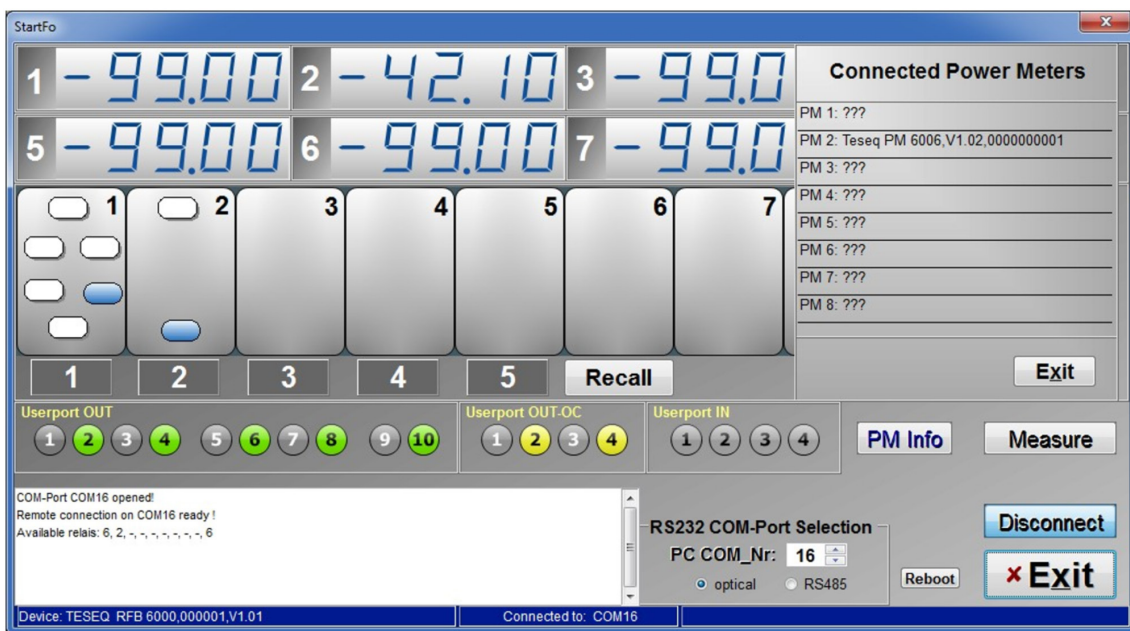 StartFo
1 -99.00 2 -42.10 3 -99.0
5 -99.00 6 -99.00 7 -99.0
Connected Power Meters
PM 1: ???
PM 2: Teseq PM 6006,V1.02,0000000001
PM 3: ???
PM 4: ???
PM 5: ???
PM 6: ???
PM 7: ???
PM 8: ???
Exit
1 2 3 4 5 6 7
1 2 3 4 5 Recall
Userport OUT Userport OUT-OC Userport IN
1 2 3 4 5 6 7 8 9 10 1 2 3 4 1 2 3 4
PM Info Measure
COM-Port COM16 opened!
Remote connection on COM16 ready !
Available relais: 6, 2, -, -, -, -, -, -, -, 6
RS232 COM-Port Selection
PC COM_Nr: 16
optical RS485
Reboot
Disconnect
Exit
Device: TESEQ RFB 6000,000001,V1.01 Connected to: COM16